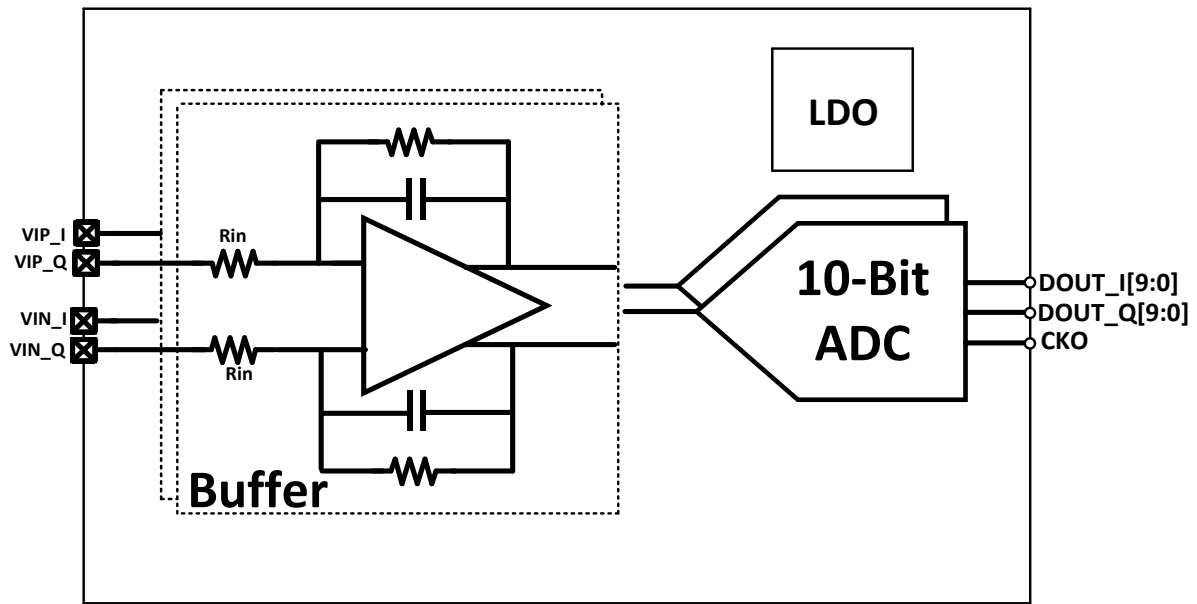 LDO
VIP_I
VIP_Q
VIN_I
VIN_Q
Rin
Rin
Buffer
10-Bit
ADC
DOUT_I[9:0]
DOUT_Q[9:0]
CKO